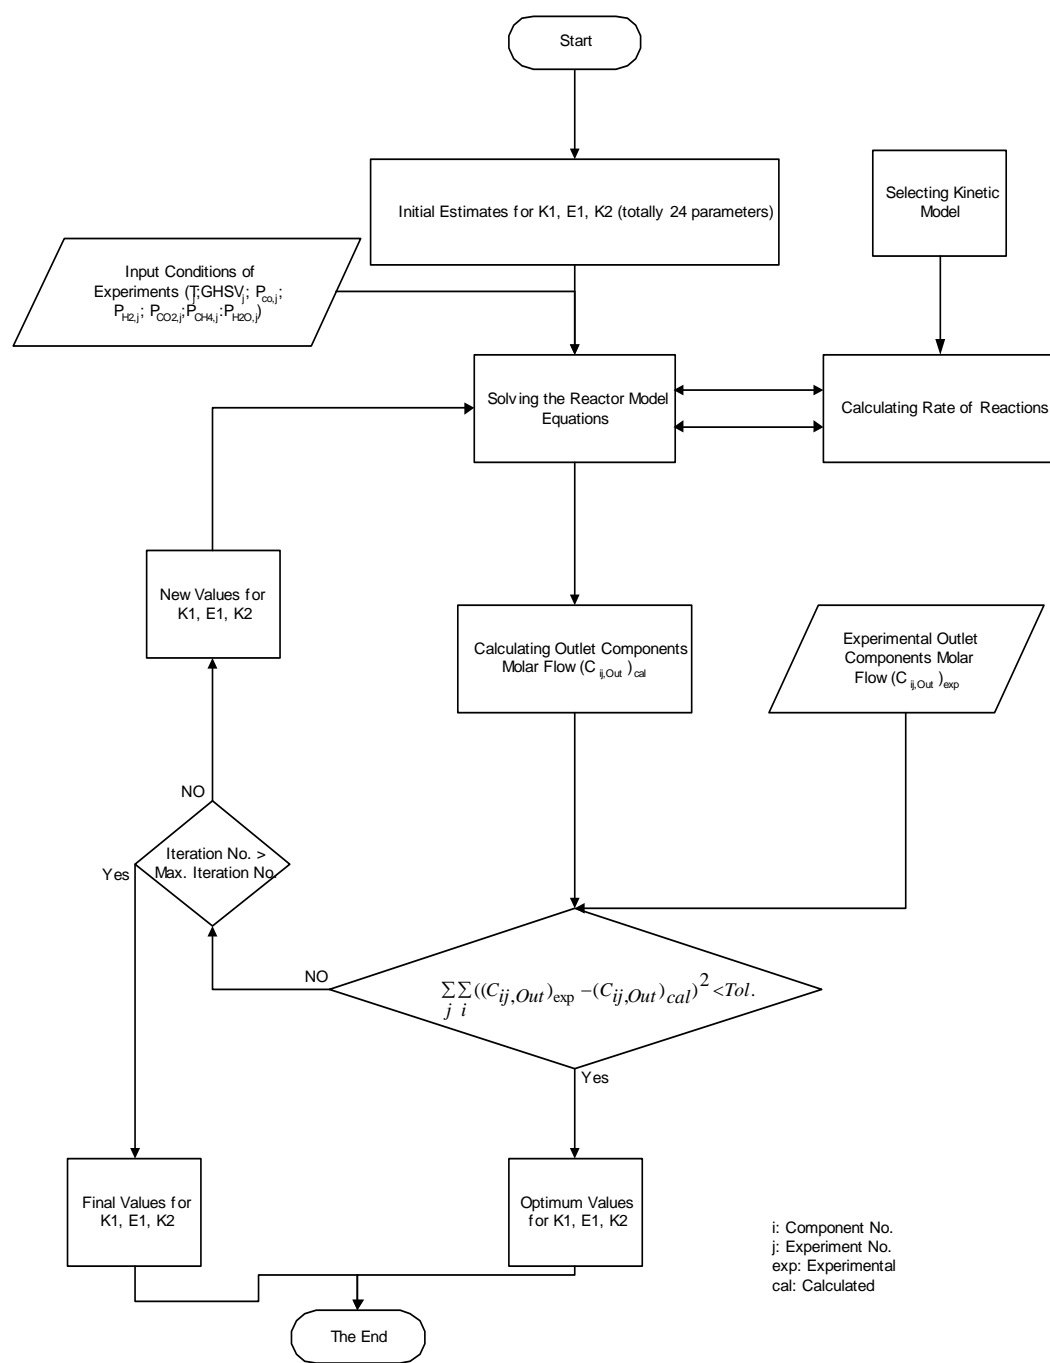 Start
Initial Estimates for K1, E1, K2 (totally 24 parameters)
Selecting Kinetic
Model
Input Conditions of
Experiments (Tj;GHSVj; Pco,j;
PH2,j; PCO2,j;PCH4,j:PH2O,j)
Solving the Reactor Model
Equations
Calculating Rate of Reactions
New Values for
K1, E1, K2
Calculating Outlet Components
Molar Flow (C ij,Out )cal
Experimental Outlet
Components Molar
Flow (C ij,Out )exp
NO
Iteration No. >
Max. Iteration No.
Yes
NO
∑j ∑i ((Cij,Out)exp −(Cij,Out)cal)² <Tol.
Yes
Final Values for
K1, E1, K2
Optimum Values
for K1, E1, K2
i: Component No.
j: Experiment No.
exp: Experimental
cal: Calculated
The End